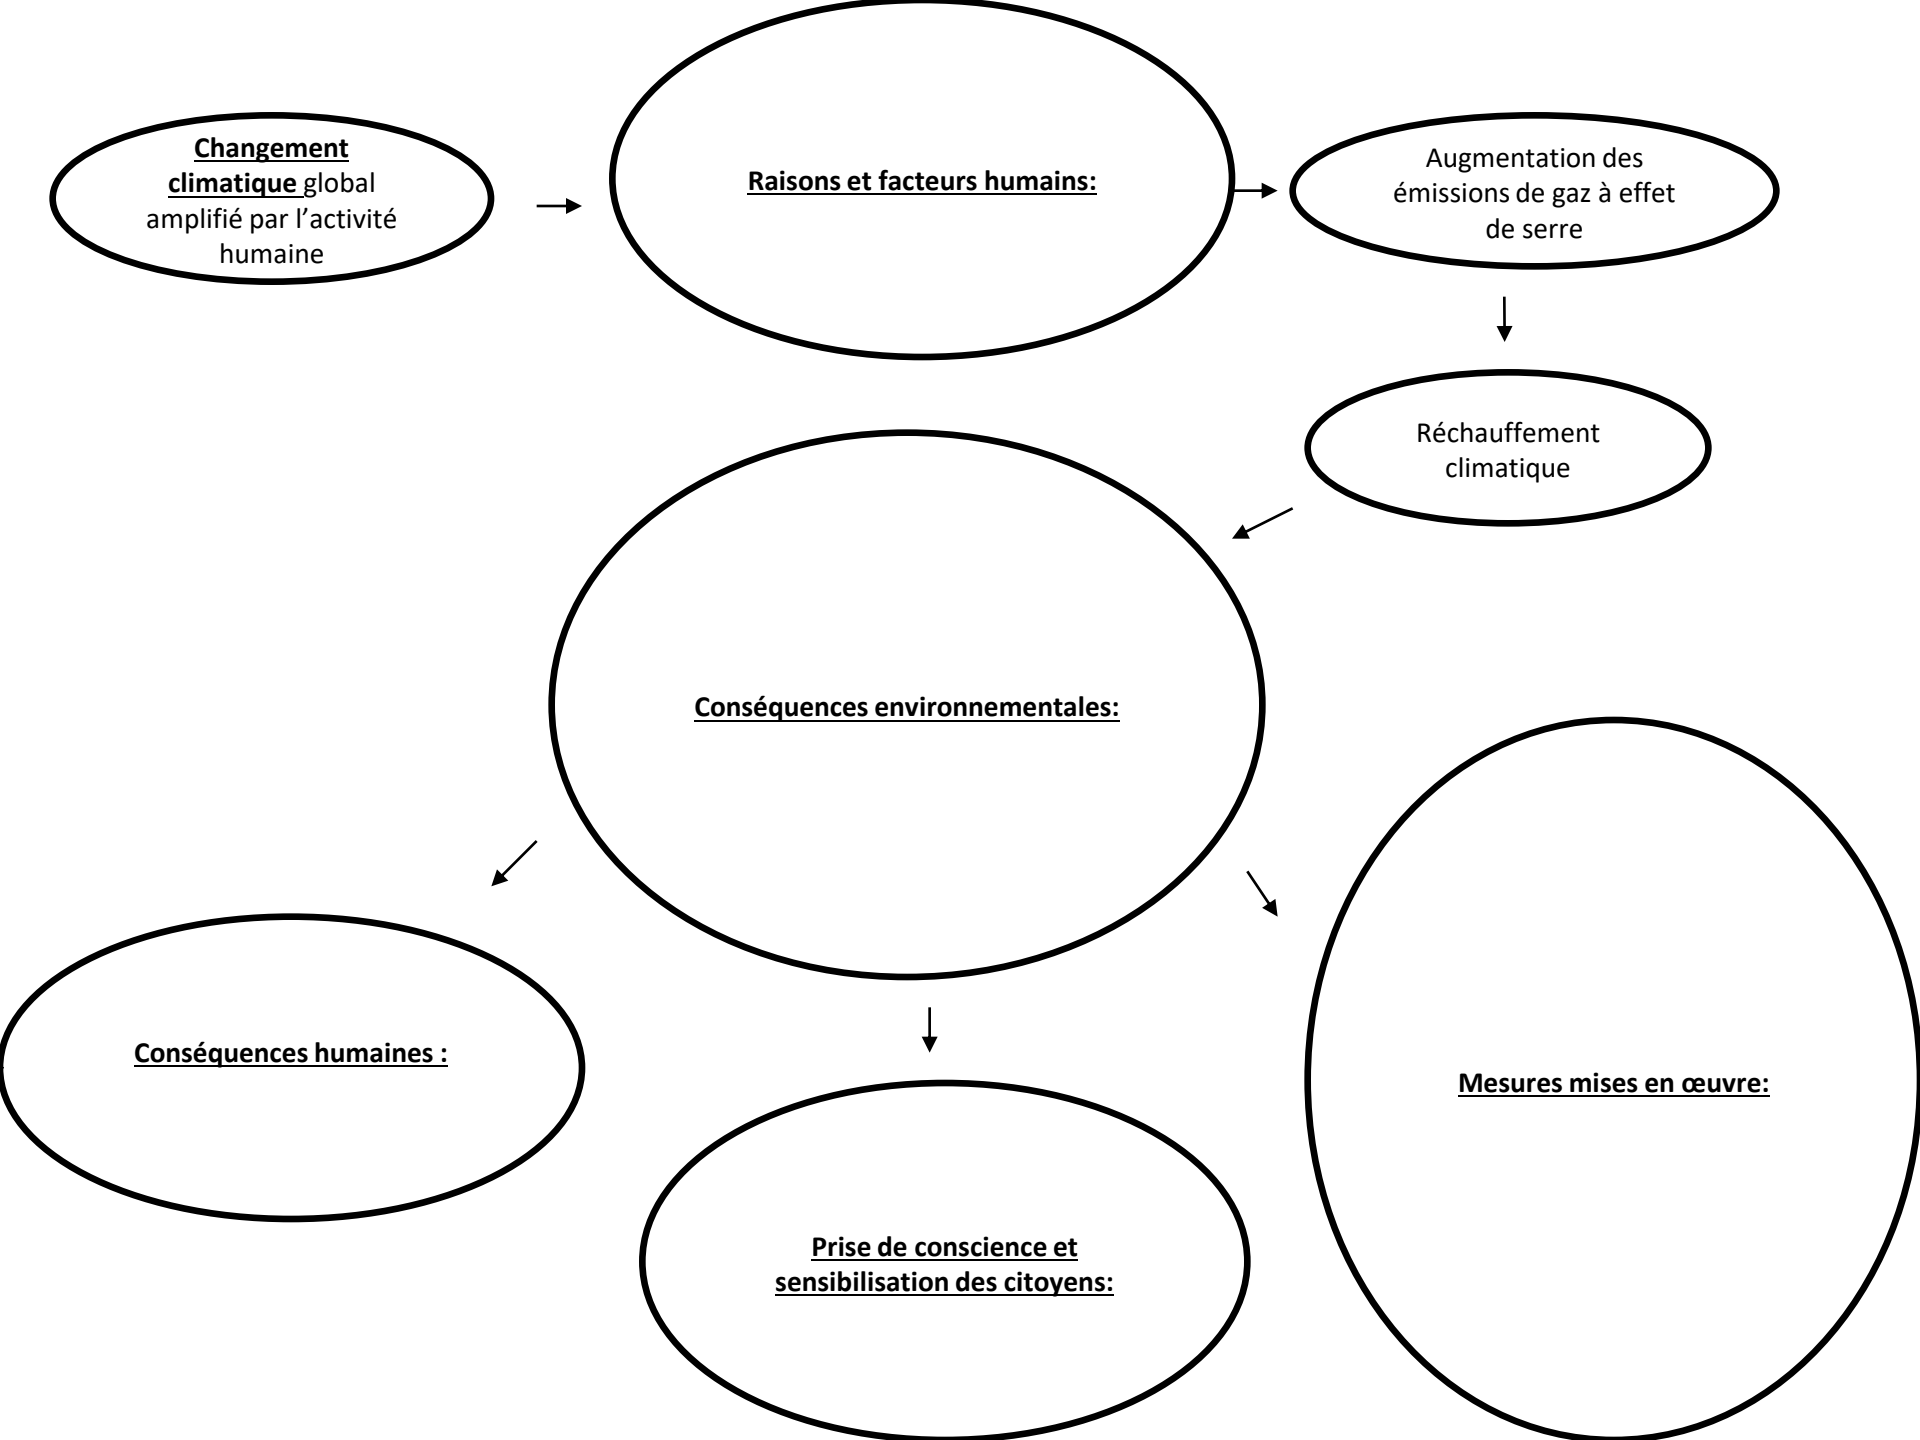 Changement
climatique global
amplifié par l’activité
humaine
Raisons et facteurs humains:
Augmentation des
émissions de gaz à effet
de serre
Réchauffement
climatique
Conséquences environnementales:
Conséquences humaines :
Mesures mises en œuvre:
Prise de conscience et
sensibilisation des citoyens: